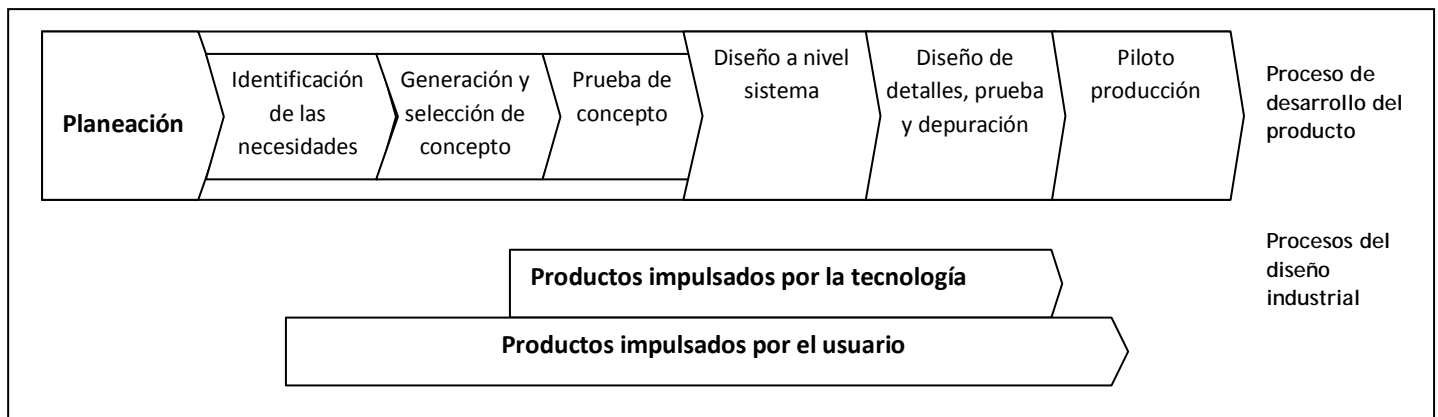 Planeación
Identificación
de las
necesidades
Generación y
selección de
concepto
Prueba de
concepto
Diseño a nivel
sistema
Diseño de
detalles, prueba
y depuración
Piloto
producción
Proceso de
desarrollo del
producto
Procesos del
diseño
industrial
Productos impulsados por la tecnología
Productos impulsados por el usuario